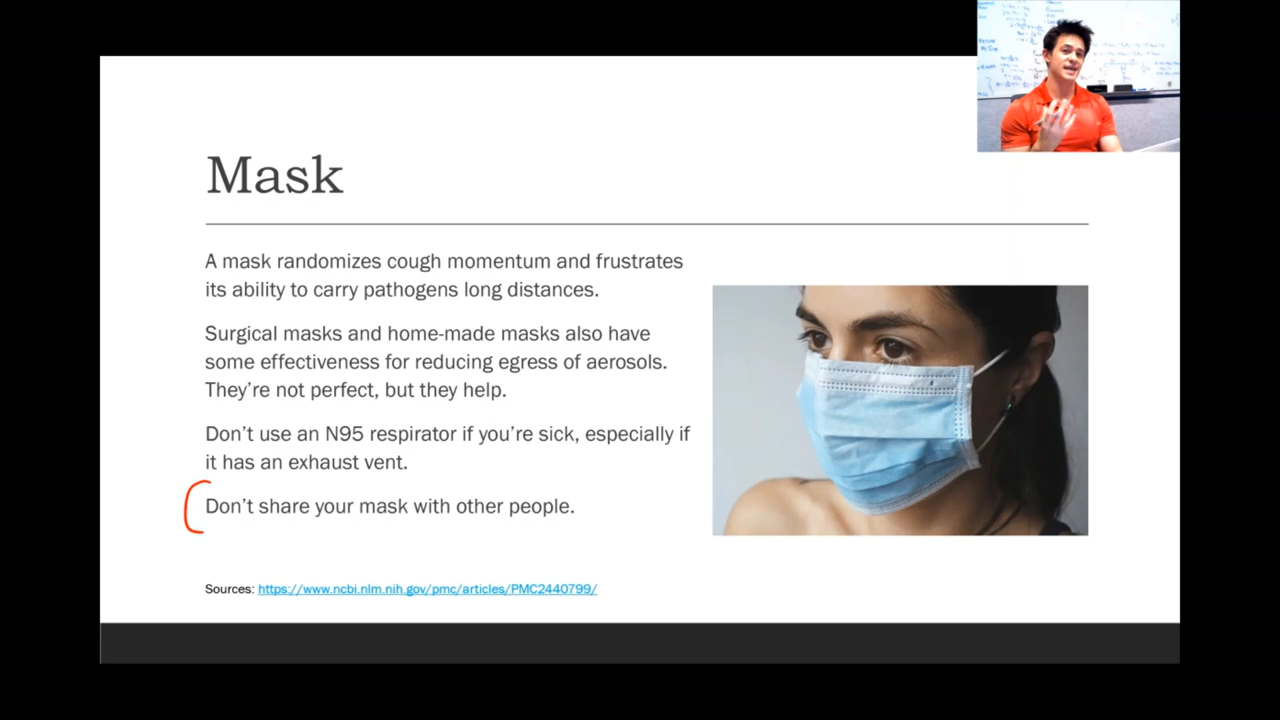 Mask
A mask randomizes cough momentum and frustrates
its ability to carry pathogens long distances.
Surgical masks and home-made masks also have
some effectiveness for reducing egress of aerosols.
They’re not perfect, but they help.
Don’t use an N95 respirator if you’re sick, especially if
it has an exhaust vent.
Don’t share your mask with other people.
Sources: https://www.ncbi.nlm.nih.gov/pmc/articles/PMC2440799/